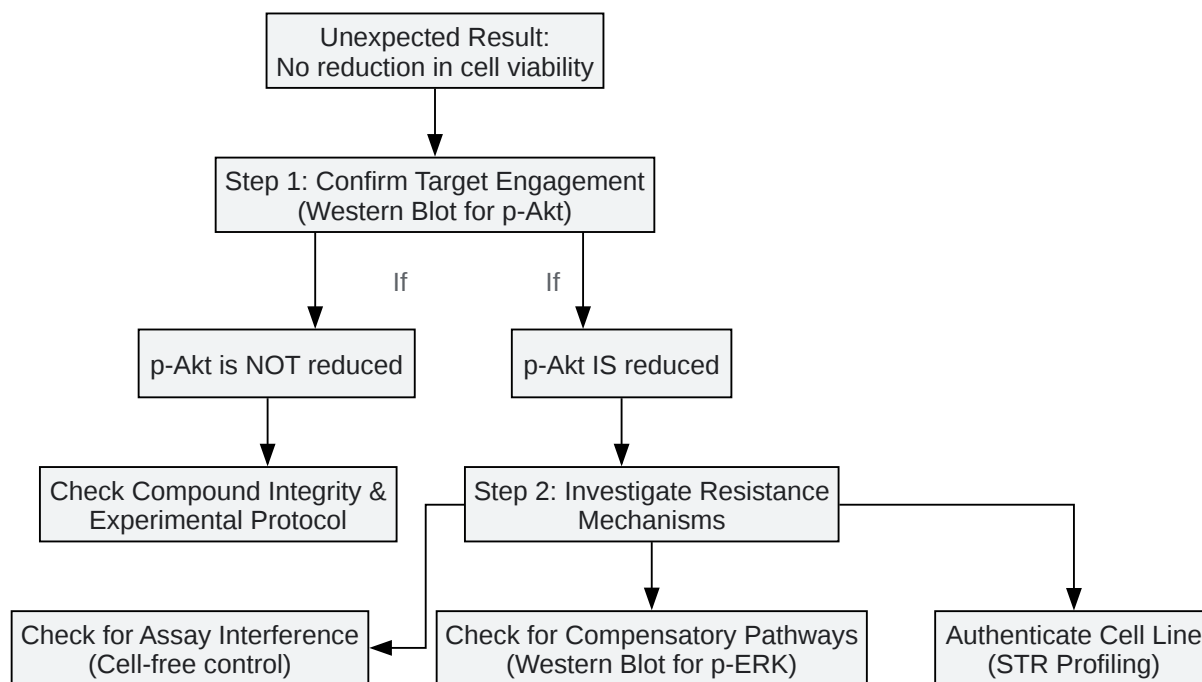 Unexpected Result:
No reduction in cell viability
Step 1: Confirm Target Engagement
(Western Blot for p-Akt)
If
If
p-Akt is NOT reduced
p-Akt IS reduced
Check Compound Integrity &
Experimental Protocol
Step 2: Investigate Resistance
Mechanisms
Check for Assay Interference
(Cell-free control)
Check for Compensatory Pathways
(Western Blot for p-ERK)
Authenticate Cell Line
(STR Profiling)